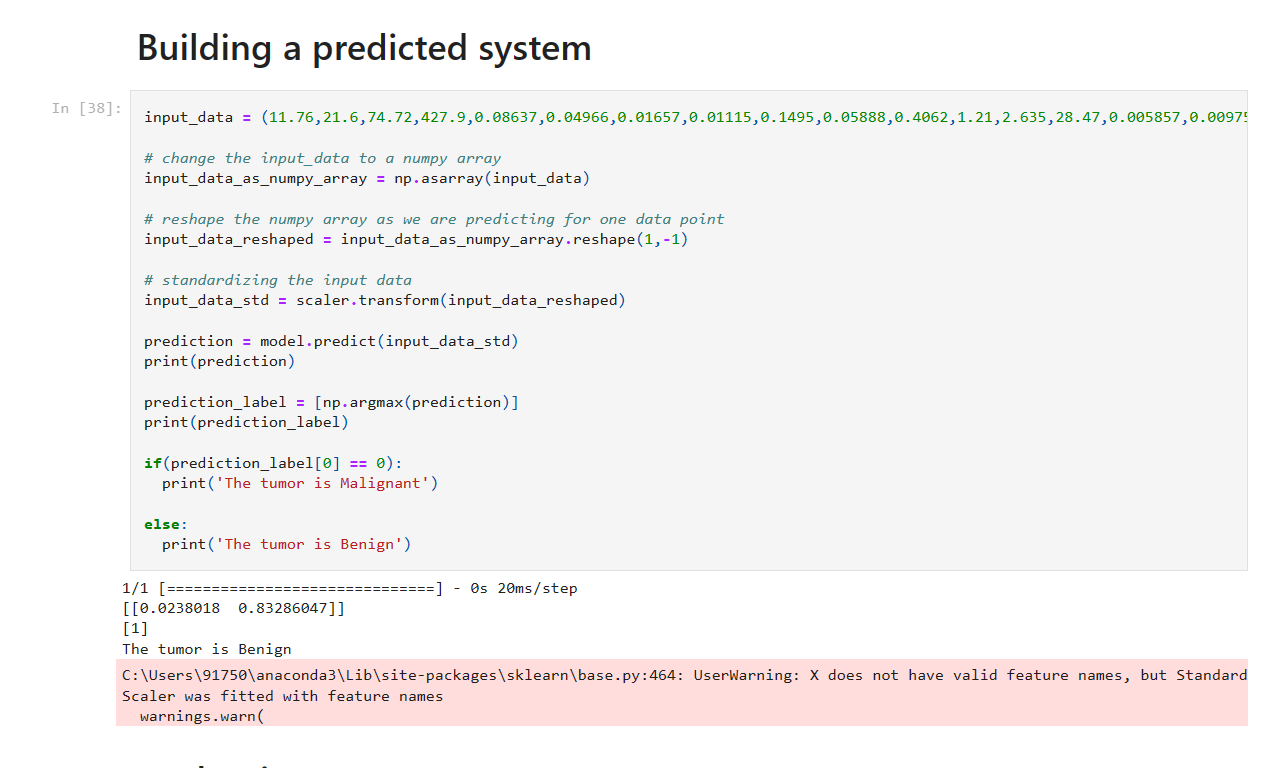 Building a predicted system
In [38]:
input_data = (11.76,21.6,74.72,427.9,0.08637,0.04966,0.01657,0.01115,0.1495,0.05888,0.4062,1.21,2.635,28.47,0.005857,0.00975
# change the input_data to a numpy array
input_data_as_numpy_array = np.asarray(input_data)
# reshape the numpy array as we are predicting for one data point
input_data_reshaped = input_data_as_numpy_array.reshape(1,-1)
# standardizing the input data
input_data_std = scaler.transform(input_data_reshaped)
prediction = model.predict(input_data_std)
print(prediction)
prediction_label = [np.argmax(prediction)]
print(prediction_label)
if(prediction_label[0] == 0):
print('The tumor is Malignant')
else:
print('The tumor is Benign')
1/1 [==============================] - 0s 20ms/step
[[0.0238018  0.83286047]]
[1]
The tumor is Benign
C:\Users\91750\anaconda3\Lib\site-packages\sklearn\base.py:464: UserWarning: X does not have valid feature names, but Standard
Scaler was fitted with feature names
warnings.warn(